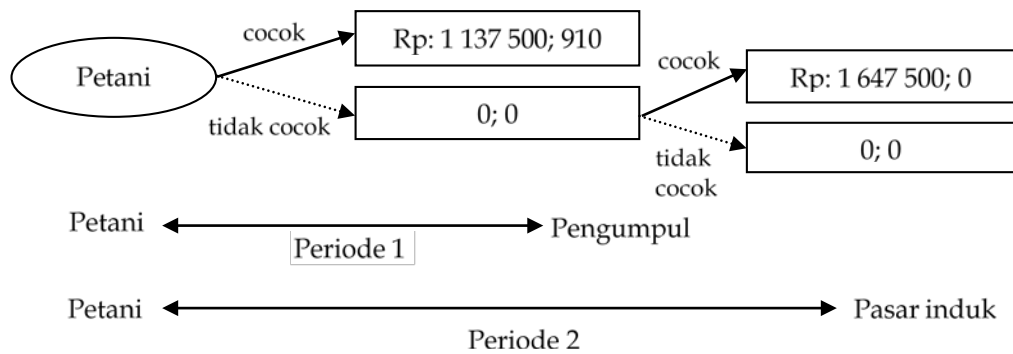 cocok
Rp: 1 137 500; 910
Petani
cocok
Rp: 1 647 500; 0
tidak cocok
0; 0
tidak
cocok
0; 0
Petani
Pengumpul
Periode 1
Petani
Pasar induk
Periode 2